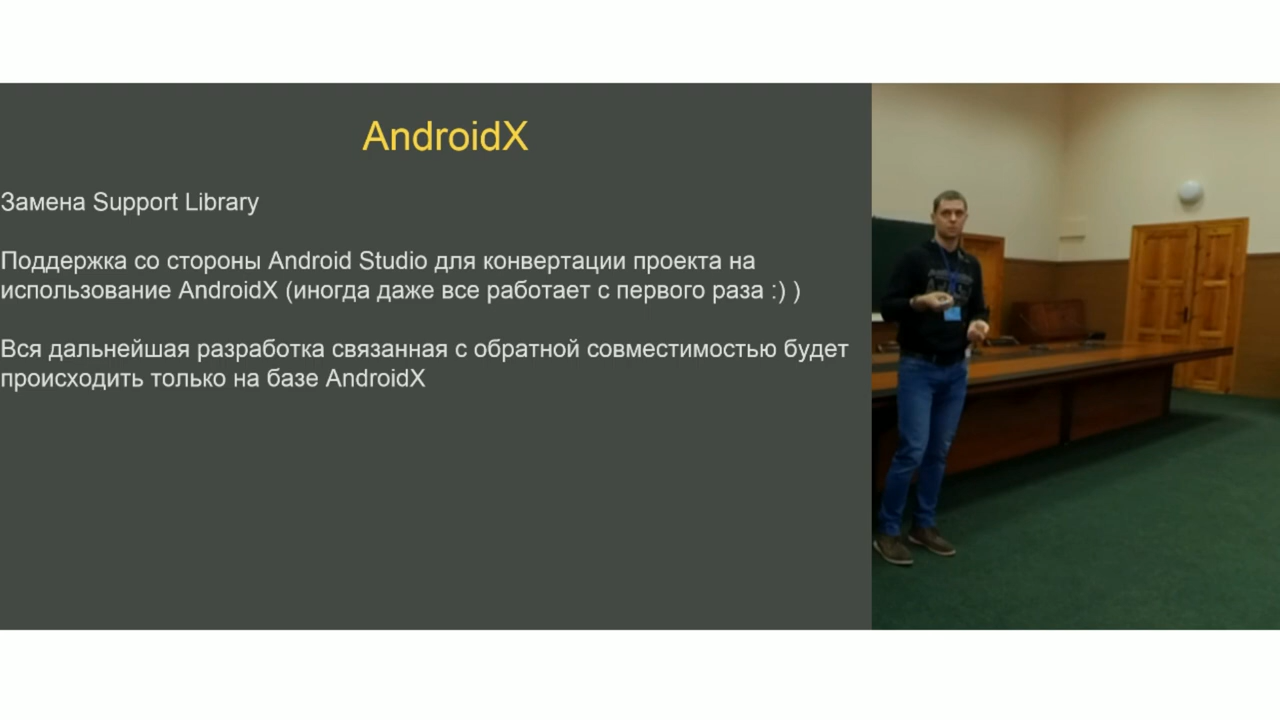 AndroidX
Замена Support Library
Поддержка со стороны Android Studio для конвертации проекта на
использование AndroidX (иногда даже все работает с первого раза :) )
Вся дальнейшая разработка связанная с обратной совместимостью будет
происходить только на базе AndroidX